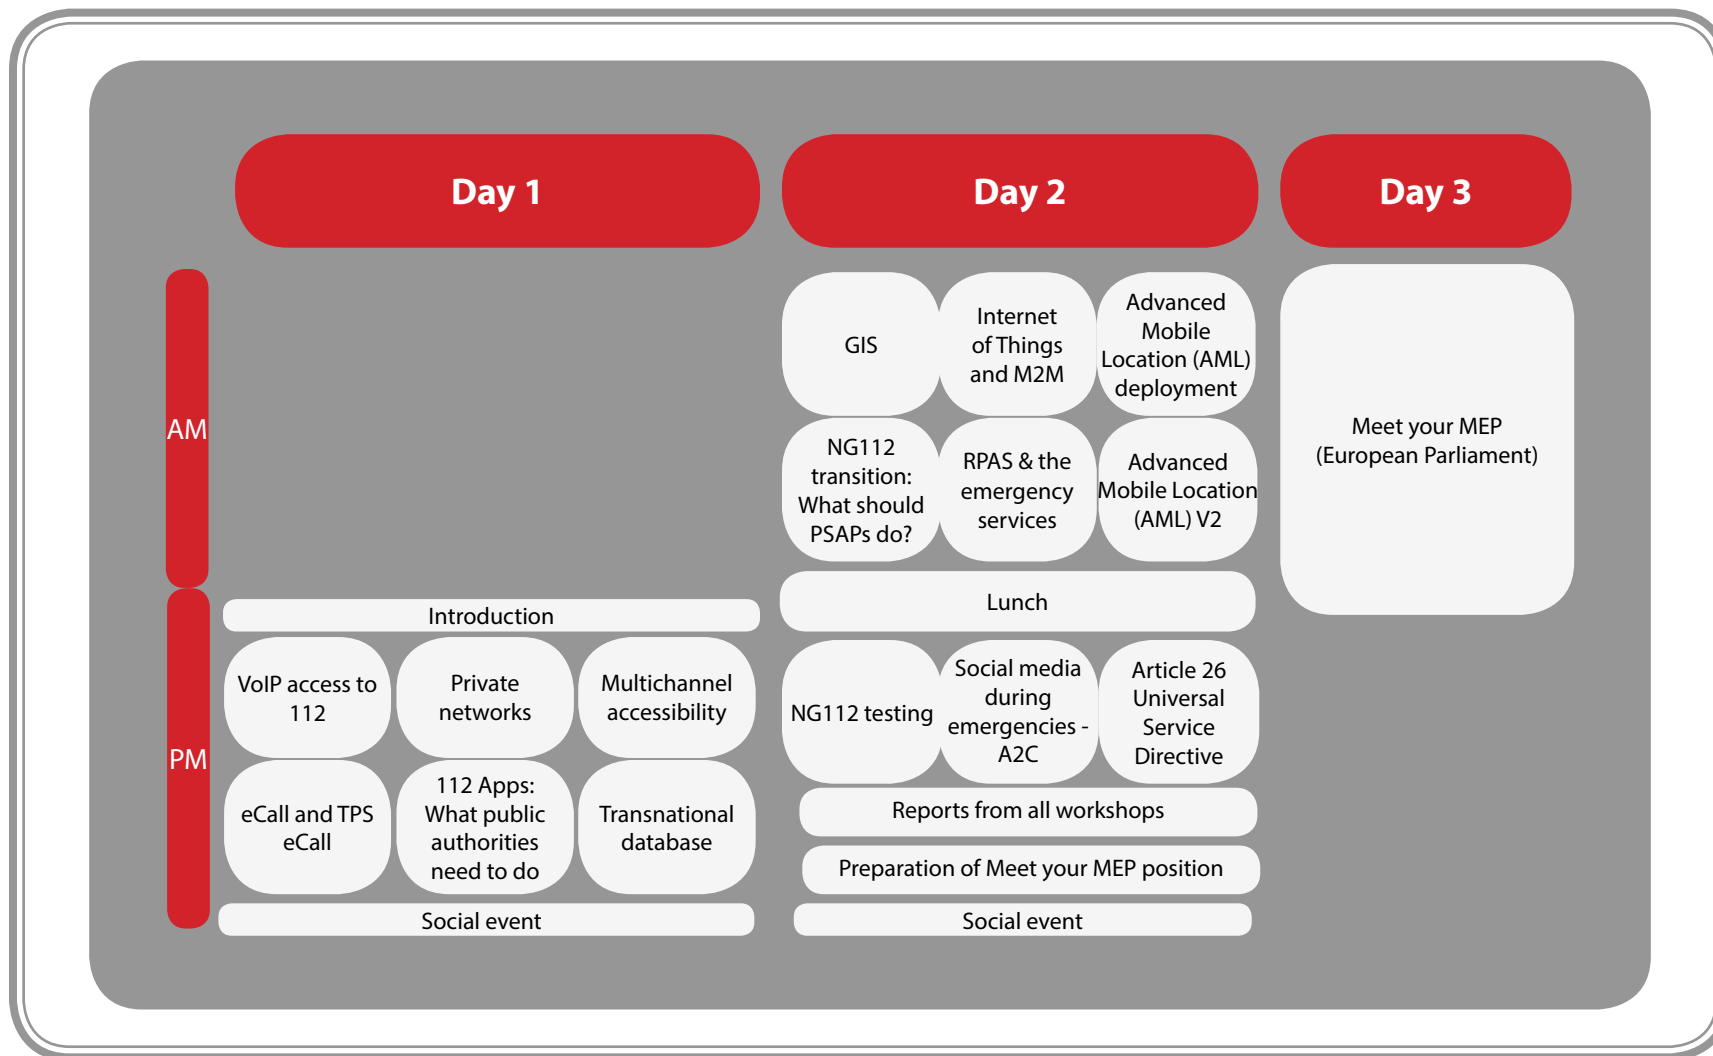 Day 1
Day 2
Day 3
AM
GIS
Internet
of Things
and M2M
Advanced
Mobile
Location (AML)
deployment
NG112
transition:
What should
PSAPs do?
RPAS & the
emergency
services
Advanced
Mobile Location
(AML) V2
Meet your MEP
(European Parliament)
Lunch
PM
Introduction
VoIP access to
112
Private
networks
Multichannel
accessibility
eCall and TPS
eCall
112 Apps:
What public
authorities
need to do
Transnational
database
Social event
NG112 testing
Social media
during
emergencies -
A2C
Article 26
Universal
Service
Directive
Reports from all workshops
Preparation of Meet your MEP position
Social event